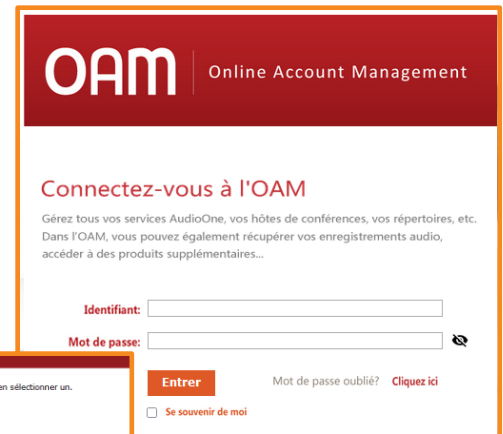 OAM Online Account Management
Connectez-vous à l'OAM
Gérez tous vos services AudioOne, vos hôtes de conférences, vos répertoires, etc.
Dans l'OAM, vous pouvez également récupérer vos enregistrements audio,
accéder à des produits supplémentaires...
Identifiant:
Mot de passe:
en sélectionner un.
Entrer Mot de passe oublié? Cliquez ici
Se souvenir de moi